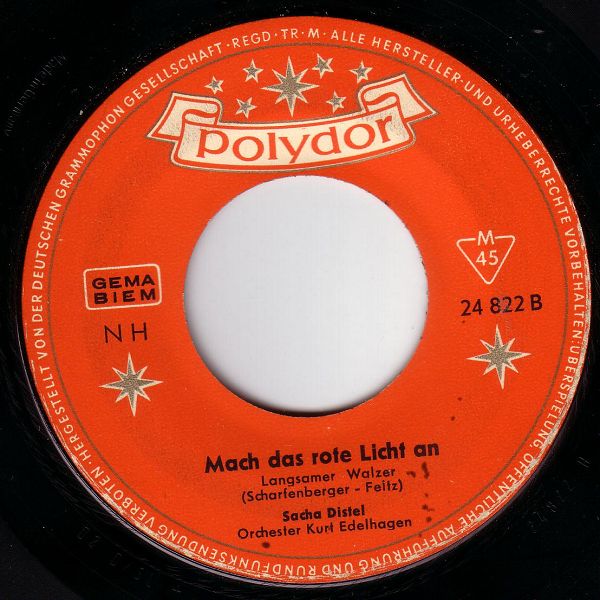 HERGESTELLT VON DER DEUTSCHEN GRAMMOPHON GESELLSCHAFT · REGD · TR · M · ALLE HERSTELLER- UND URHEBERRECHTE VORBEHALTEN · ÜBERSPIELUNG, ÖFFENTLICHE AUFFÜHRUNG UND RUNDFUNKSENDUNG VERBOTEN ·
polydor
GEMA
BIEM
NH
M
45
24 822 B
Mach das rote Licht an
Langsamer Walzer
(Scharfenberger - Feltz)
Sacha Distel
Orchester Kurt Edelhagen